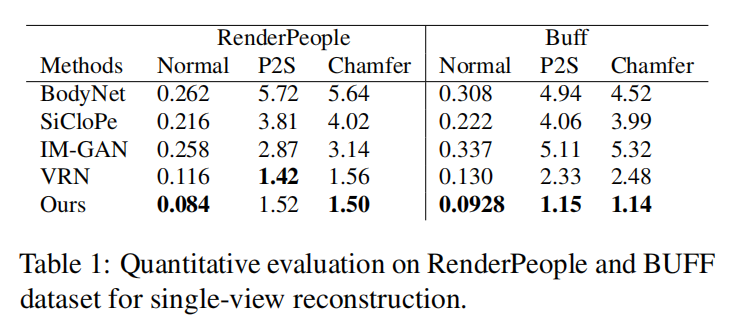 RenderPeople Buff
Methods Normal P2S Chamfer Normal P2S Chamfer
BodyNet 0.262 5.72 5.64 0.308 4.94 4.52
SiCloPe 0.216 3.81 4.02 0.222 4.06 3.99
IM-GAN 0.258 2.87 3.14 0.337 5.11 5.32
VRN 0.116 1.42 1.56 0.130 2.33 2.48
Ours 0.084 1.52 1.50 0.0928 1.15 1.14
Table 1: Quantitative evaluation on RenderPeople and BUFF
dataset for single-view reconstruction.